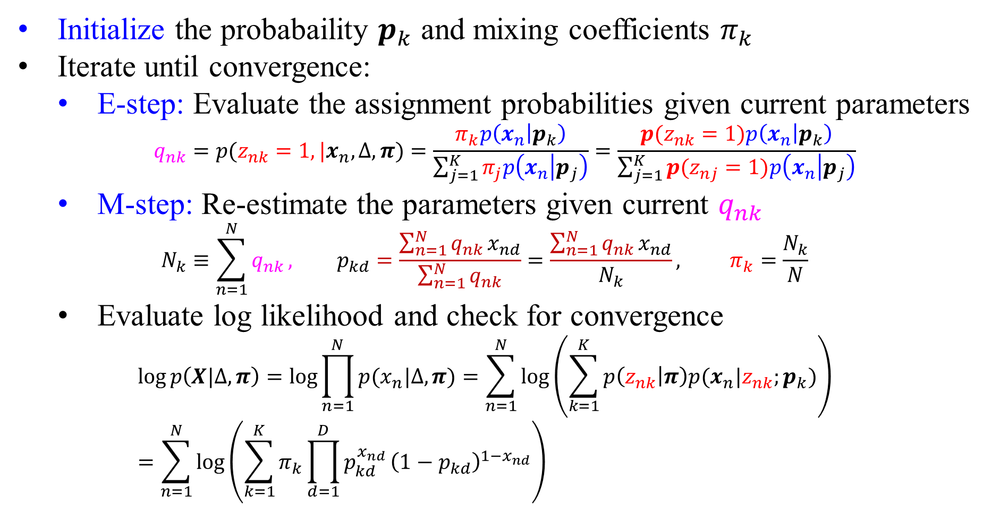 • Initialize the probabaility 𝒑ₖ and mixing coefficients πₖ
• Iterate until convergence:
• E-step: Evaluate the assignment probabilities given current parameters
$q_{nk} = p(z_{nk} = 1, | \boldsymbol{x}_n, \Delta, \boldsymbol{\pi}) = \frac{\pi_k p(\boldsymbol{x}_n | \boldsymbol{p}_k)}{\sum_{j=1}^{K} \pi_j p(\boldsymbol{x}_n | \boldsymbol{p}_j)} = \frac{\boldsymbol{p}(z_{nk} = 1) p(\boldsymbol{x}_n | \boldsymbol{p}_k)}{\sum_{j=1}^{K} \boldsymbol{p}(z_{nj} = 1) p(\boldsymbol{x}_n | \boldsymbol{p}_j)}$
• M-step: Re-estimate the parameters given current $q_{nk}$
$N_k \equiv \sum_{n=1}^{N} q_{nk}, \quad p_{kd} = \frac{\sum_{n=1}^{N} q_{nk} x_{nd}}{\sum_{n=1}^{N} q_{nk}} = \frac{\sum_{n=1}^{N} q_{nk} x_{nd}}{N_k}, \quad \pi_k = \frac{N_k}{N}$
• Evaluate log likelihood and check for convergence
$\log p(\boldsymbol{X} | \Delta, \boldsymbol{\pi}) = \log \prod_{n=1}^{N} p(x_n | \Delta, \boldsymbol{\pi}) = \sum_{n=1}^{N} \log \left( \sum_{k=1}^{K} p(z_{nk} | \boldsymbol{\pi}) p(\boldsymbol{x}_n | z_{nk}; \boldsymbol{p}_k) \right)$
$= \sum_{n=1}^{N} \log \left( \sum_{k=1}^{K} \pi_k \prod_{d=1}^{D} p_{kd}^{x_{nd}} (1 - p_{kd})^{1 - x_{nd}} \right)$